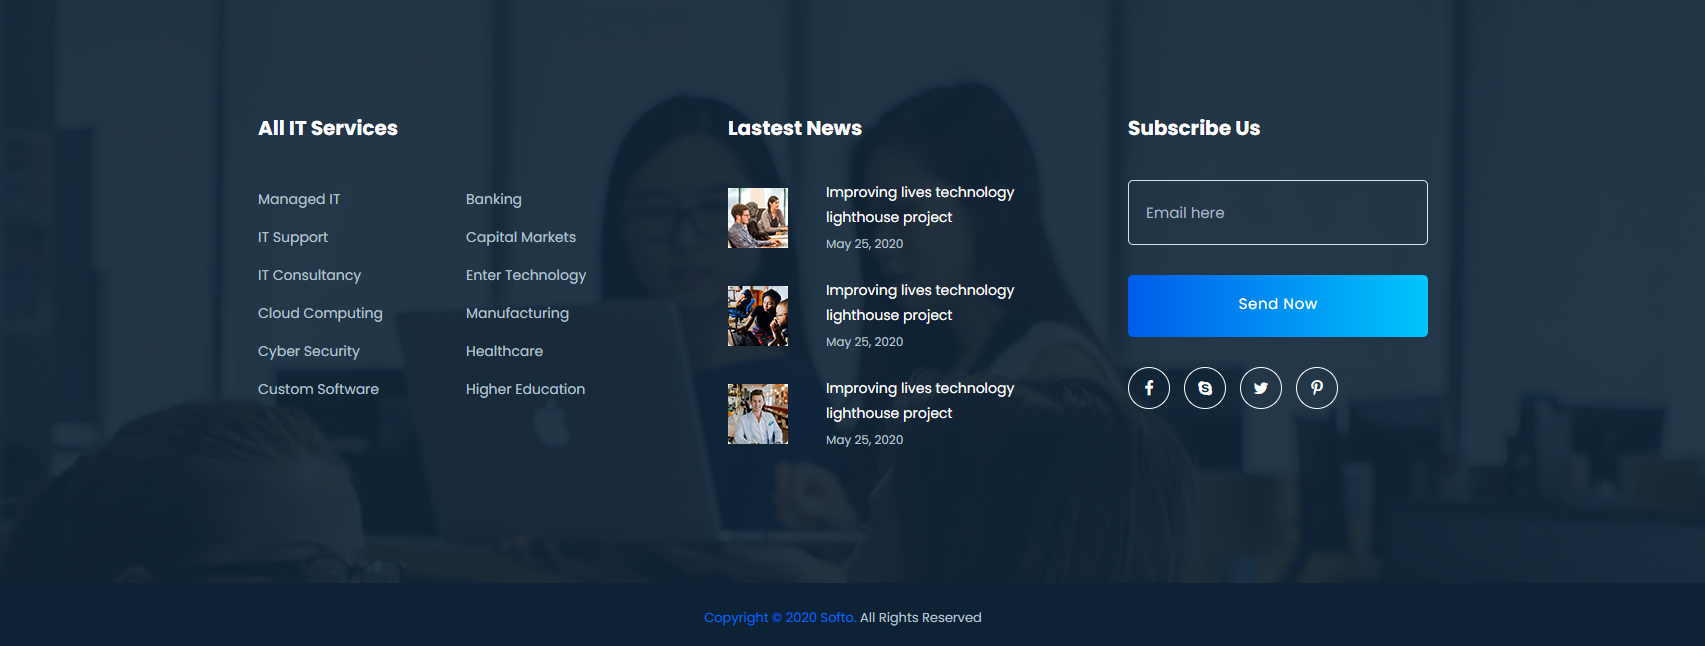 All IT Services
Managed IT
IT Support
IT Consultancy
Cloud Computing
Cyber Security
Custom Software
Banking
Capital Markets
Enter Technology
Manufacturing
Healthcare
Higher Education
Lastest News
Improving lives technology
lighthouse project
May 25, 2020
Improving lives technology
lighthouse project
May 25, 2020
Improving lives technology
lighthouse project
May 25, 2020
Subscribe Us
Email here
Send Now
Copyright © 2020 Softo. All Rights Reserved